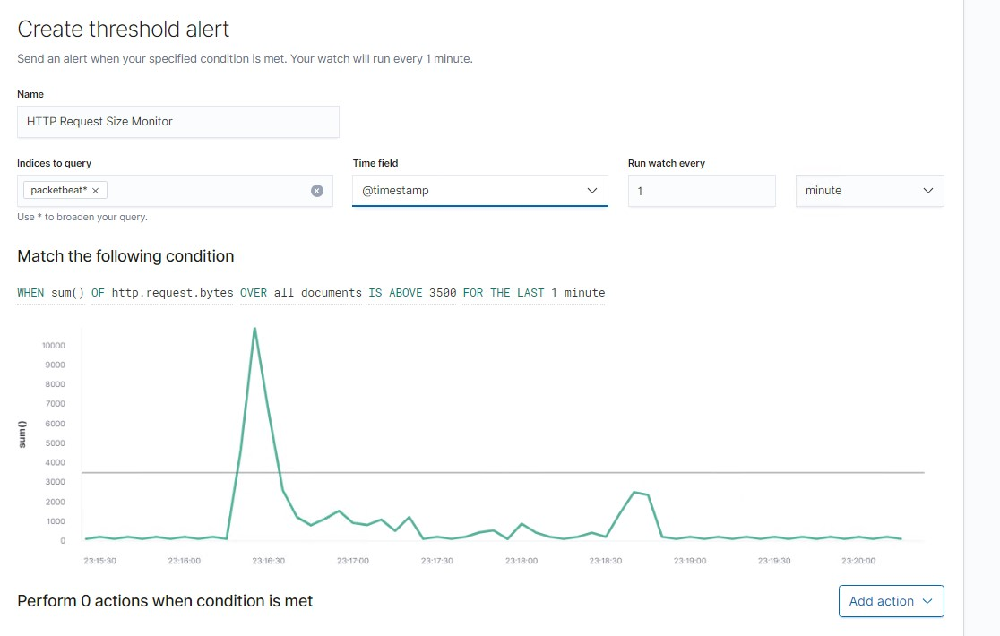 Create threshold alert
Send an alert when your specified condition is met. Your watch will run every 1 minute.
Name
HTTP Request Size Monitor
Indices to query
Time field
Run watch every
packetbeat* ×
@timestamp
1
minute
Use * to broaden your query.
Match the following condition
WHEN sum() OF http.request.bytes OVER all documents IS ABOVE 3500 FOR THE LAST 1 minute
sum()
10000
9000
8000
7000
6000
5000
4000
3000
2000
1000
0
23:15:30 23:16:00 23:16:30 23:17:00 23:17:30 23:18:00 23:18:30 23:19:00 23:19:30 23:20:00
Perform 0 actions when condition is met
Add action